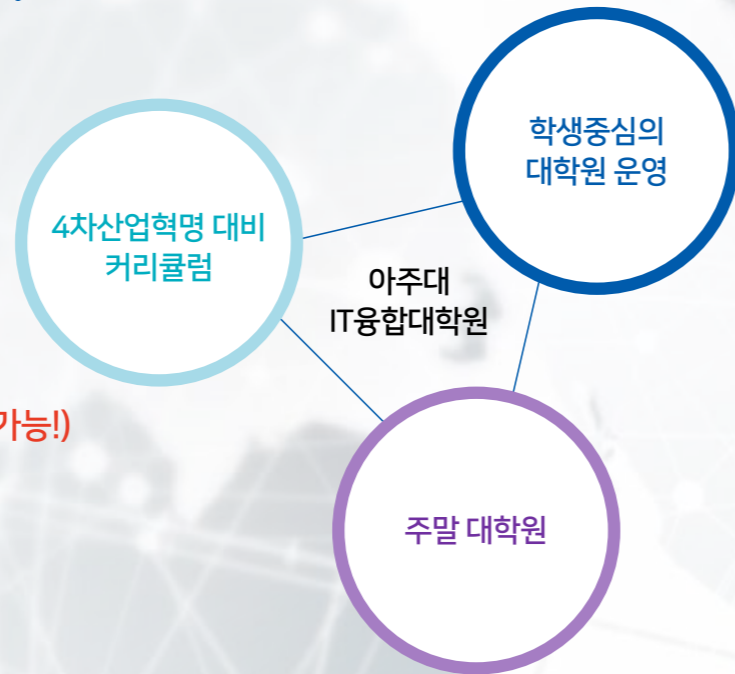 학생중심의
대학원 운영
4차산업혁명 대비
커리큘럼
아주대
IT융합대학원
가능!)
주말 대학원